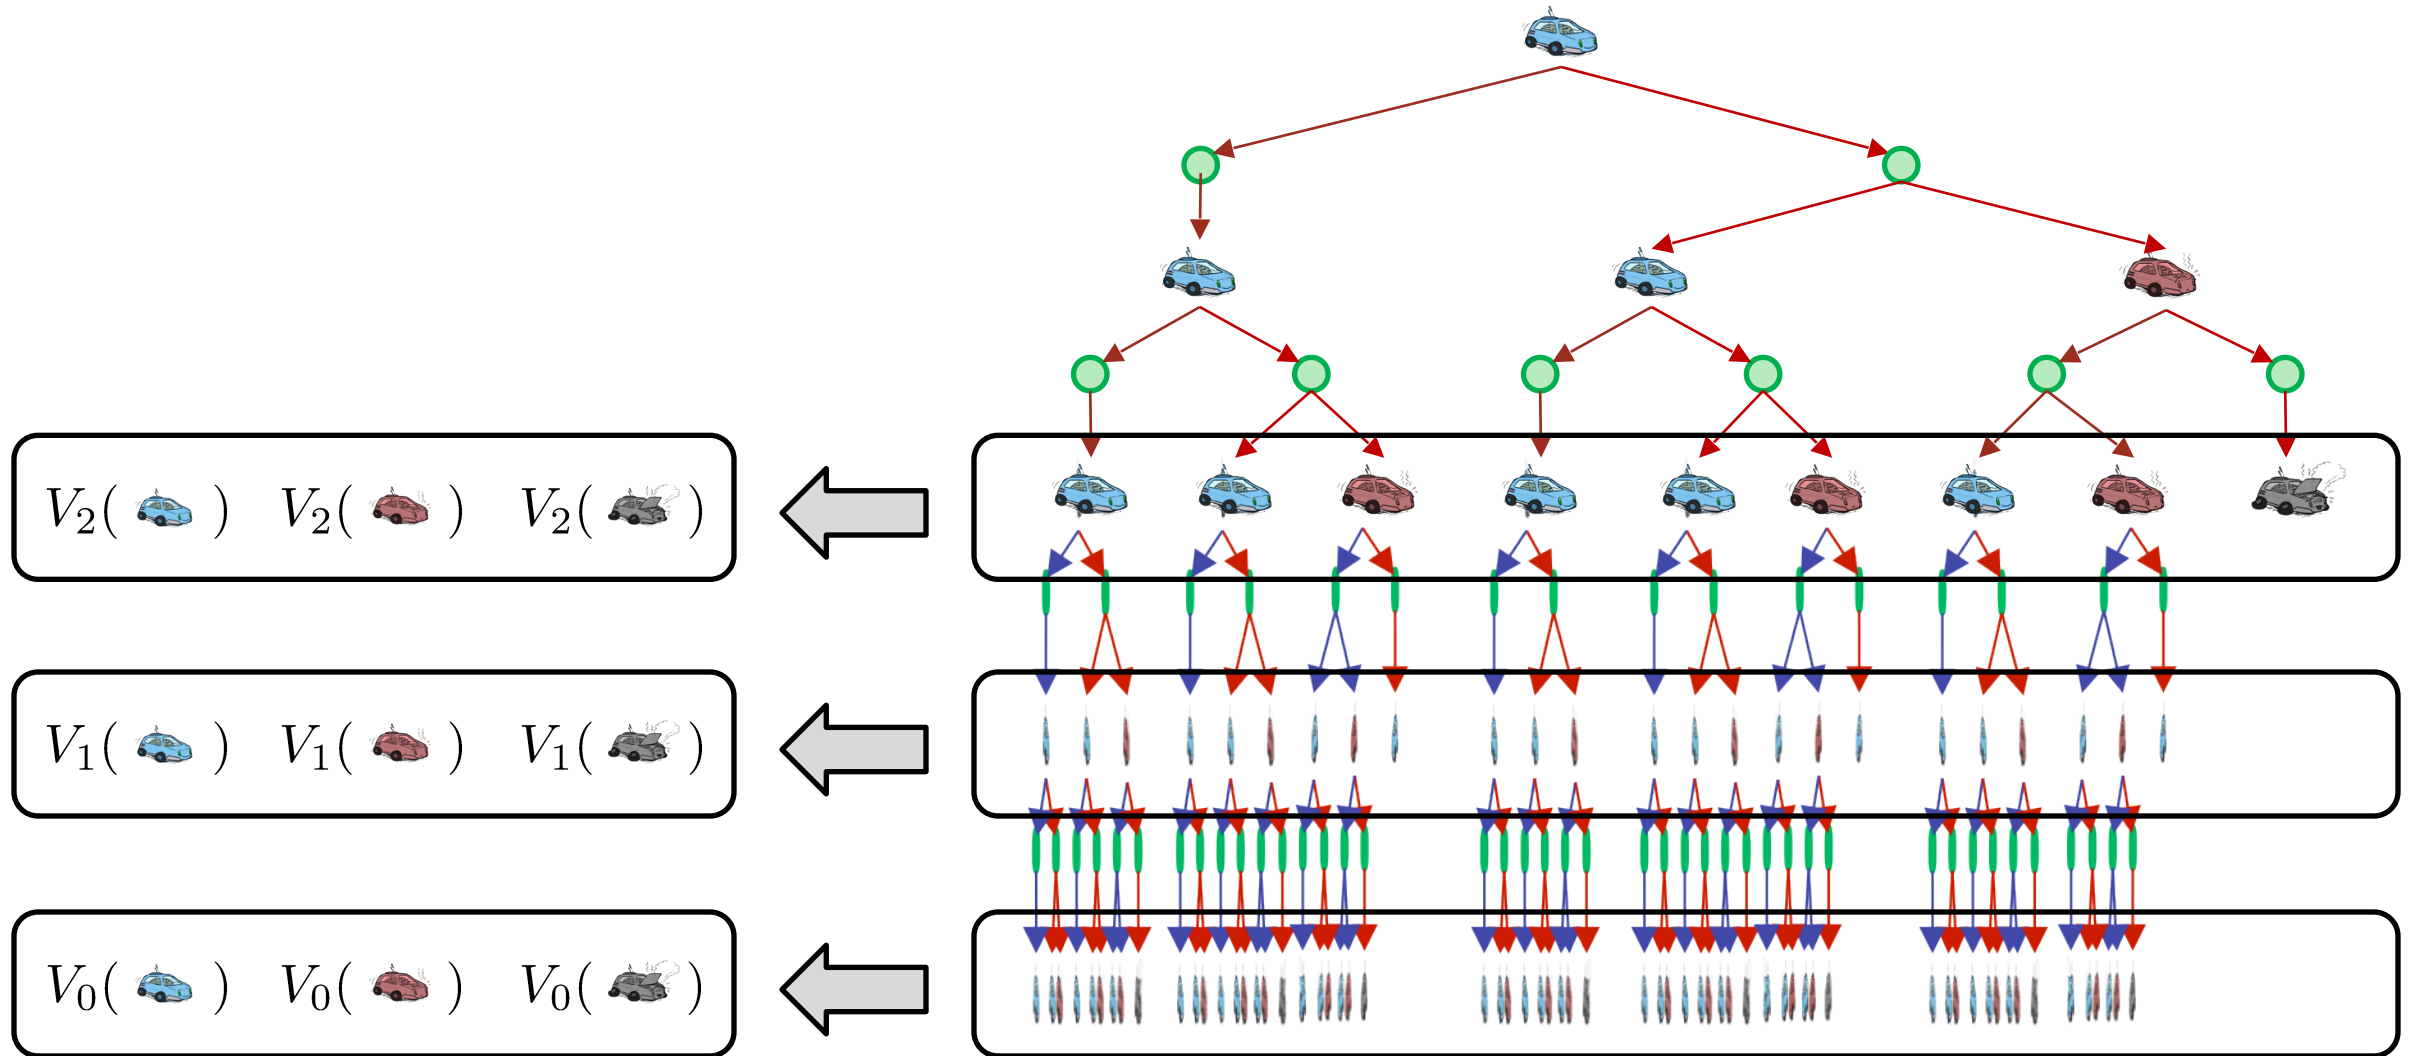 V₂( ) V₂( ) V₂( )
V₁( ) V₁( ) V₁( )
V₀( ) V₀( ) V₀( )